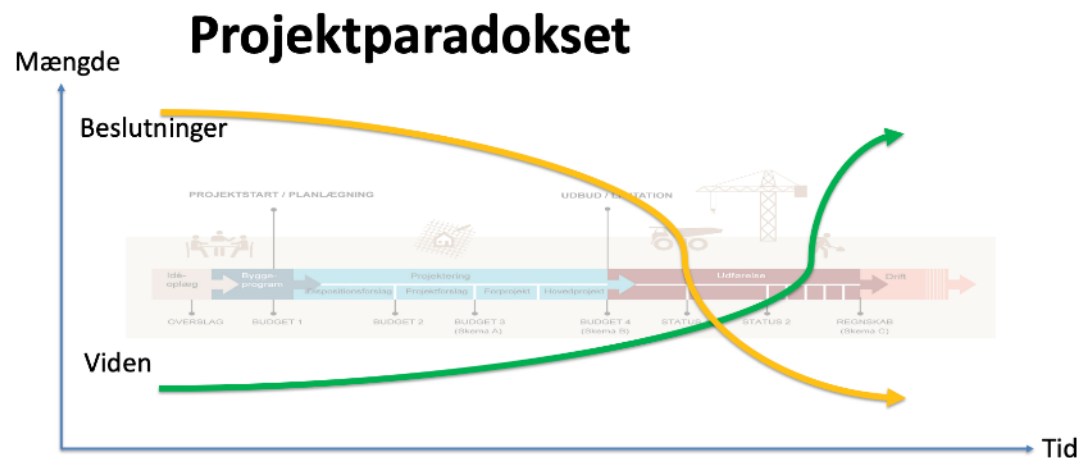 Projektparadokset
Mængde
Beslutninger
PROJEKTSTART / PLANLÆGNING
UDBUD /
Idé-
oplæg
Bygge-
program
Projektering
Udførelse
Drift
Dispositionsforslag
Projektforslag
Forprojekt
Hovedprojekt
OVERSLAG
BUDGET 1
BUDGET 2
BUDGET 3
(Skema A)
BUDGET 4
(Skema B)
STATUS
STATUS 2
REGNSKAB
(Skema C)
Viden
Tid